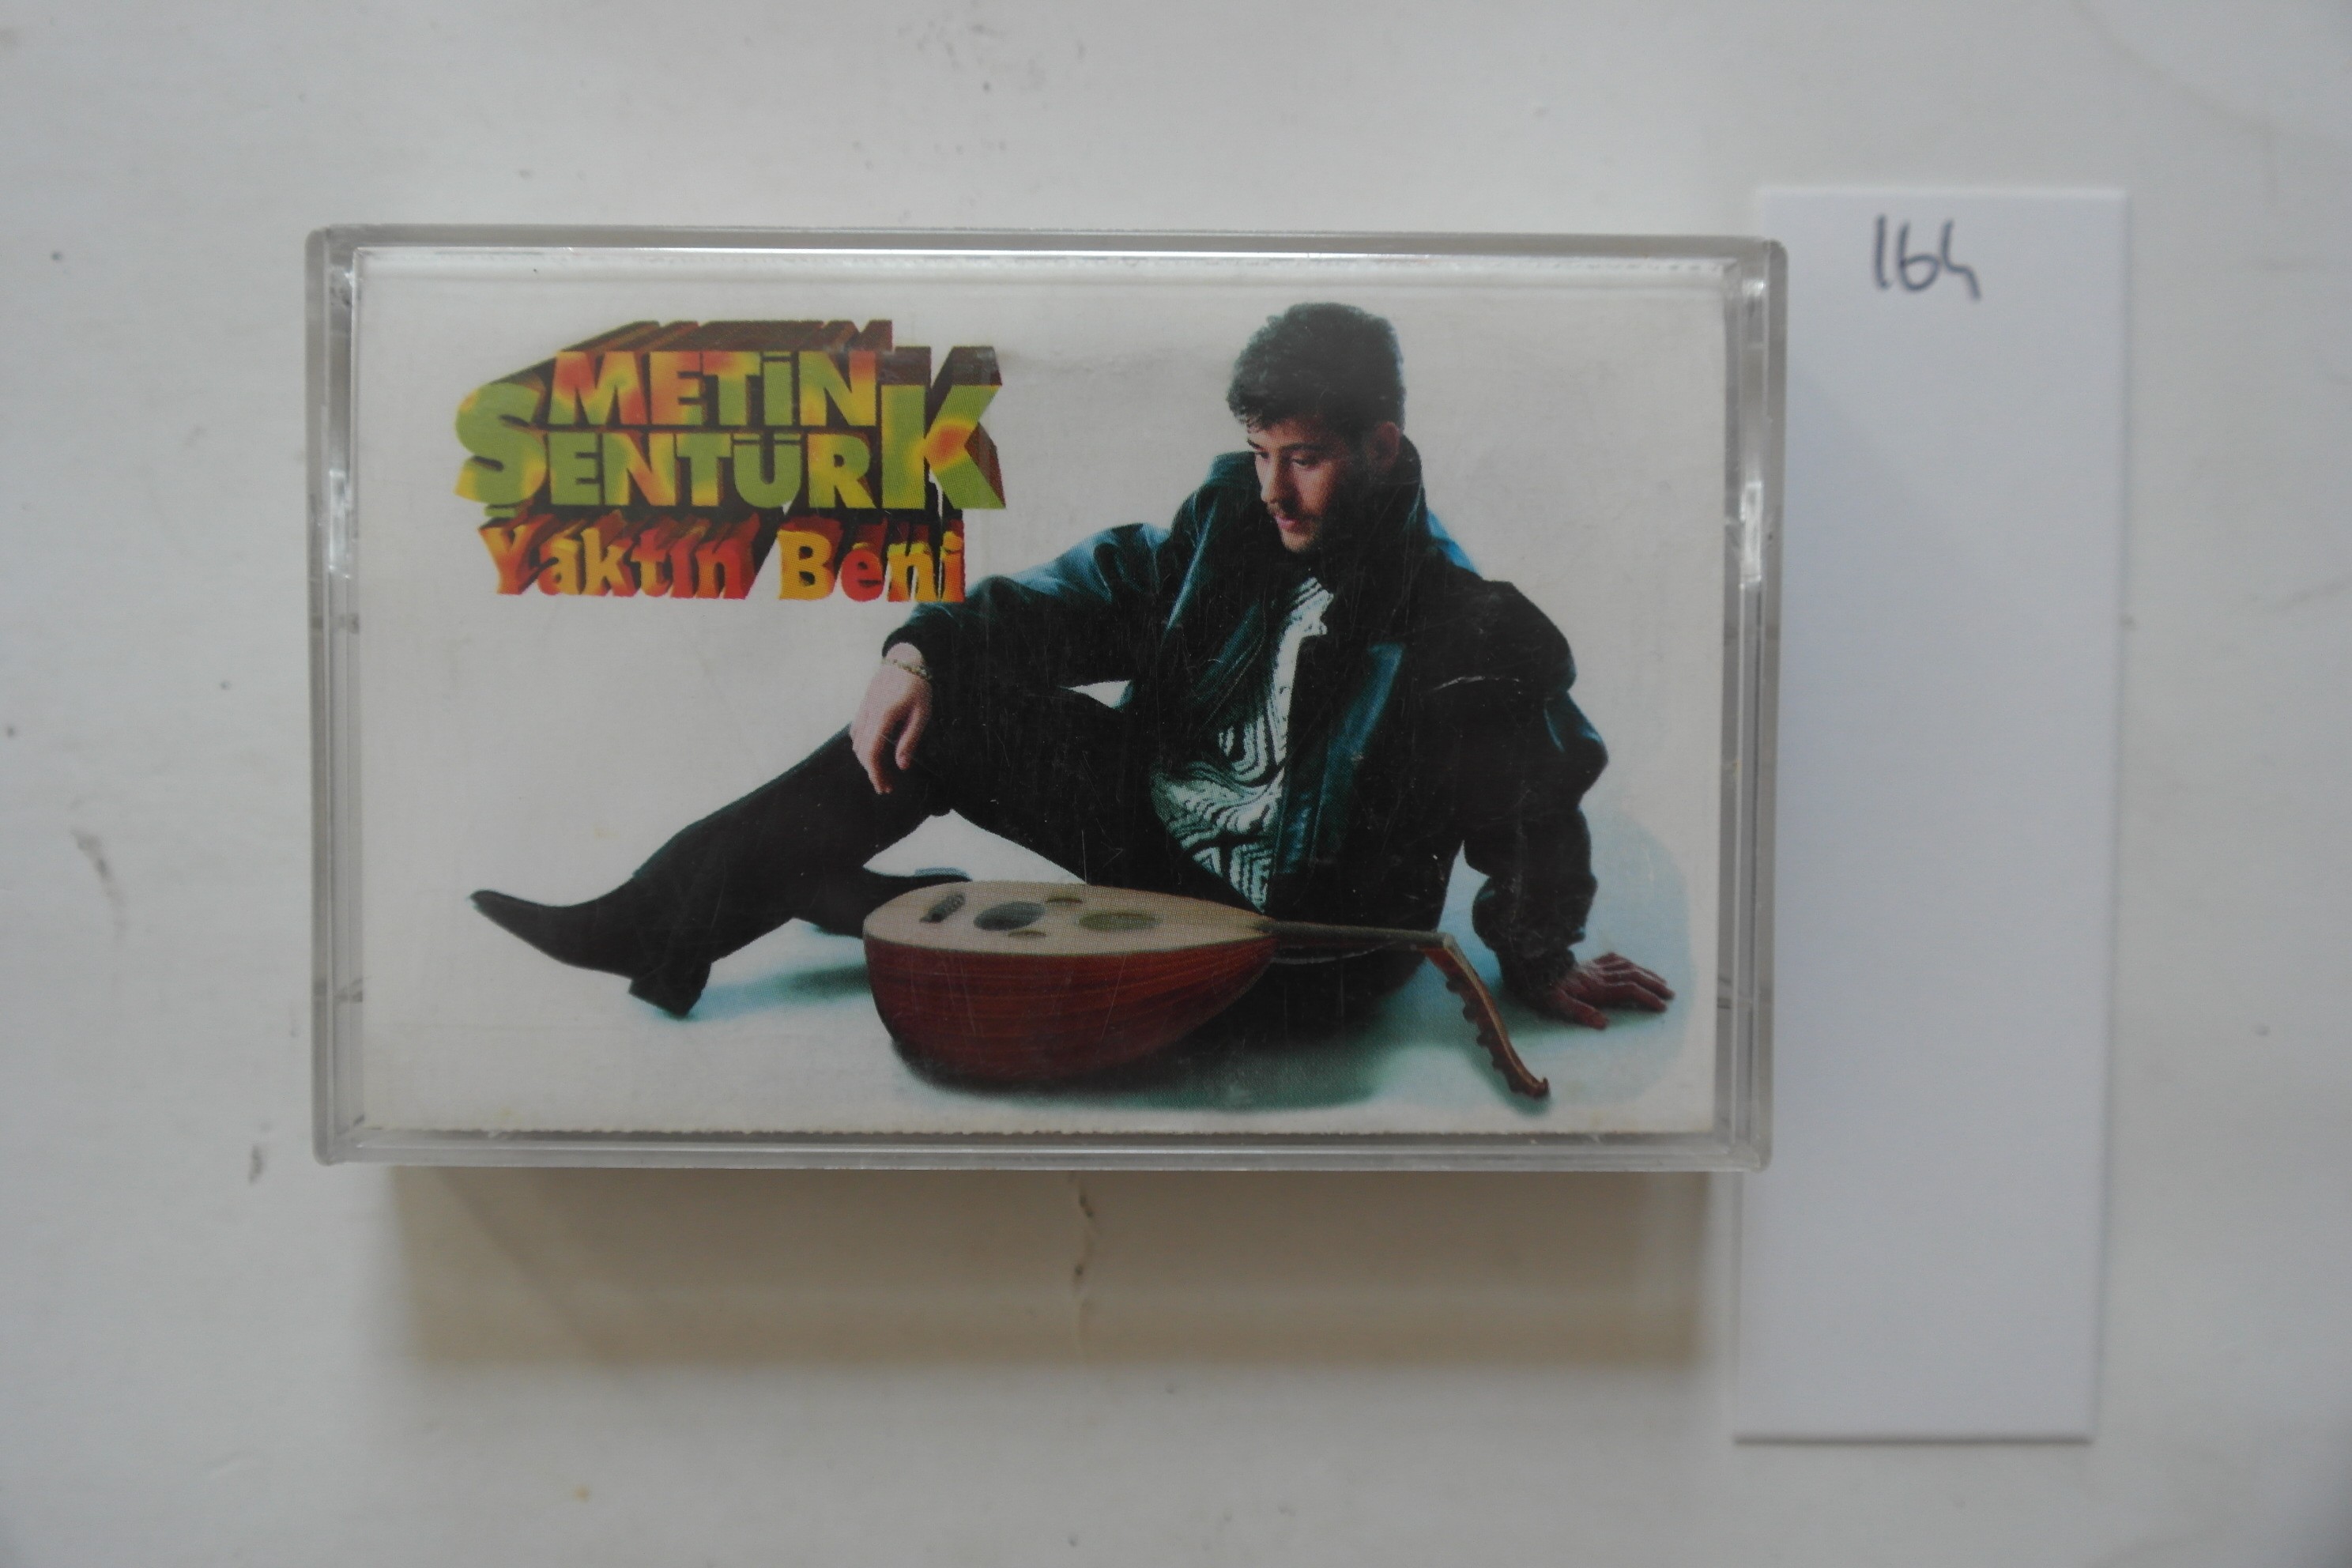 METİN
ŞENTÜRK
Yaktın Beni
164